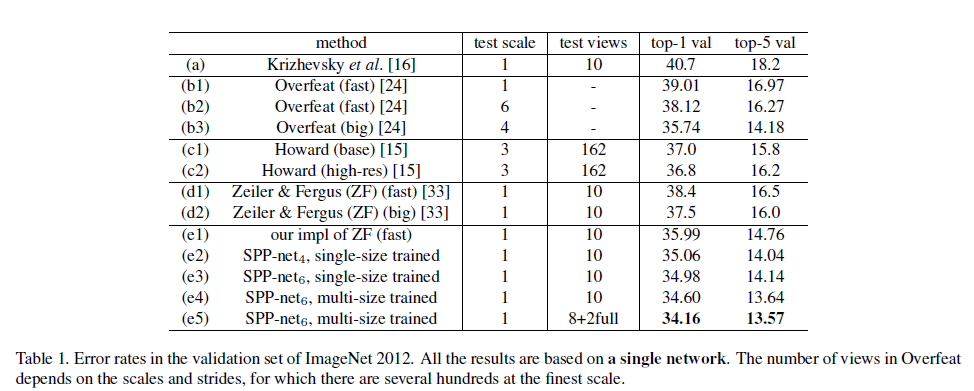 method test scale test views top-1 val top-5 val
(a) Krizhevsky et al. [16] 1 10 40.7 18.2
(b1) Overfeat (fast) [24] 1 - 39.01 16.97
(b2) Overfeat (fast) [24] 6 - 38.12 16.27
(b3) Overfeat (big) [24] 4 - 35.74 14.18
(c1) Howard (base) [15] 3 162 37.0 15.8
(c2) Howard (high-res) [15] 3 162 36.8 16.2
(d1) Zeiler & Fergus (ZF) (fast) [33] 1 10 38.4 16.5
(d2) Zeiler & Fergus (ZF) (big) [33] 1 10 37.5 16.0
(e1) our impl of ZF (fast) 1 10 35.99 14.76
(e2) SPP-net4, single-size trained 1 10 35.06 14.04
(e3) SPP-net6, single-size trained 1 10 34.98 14.14
(e4) SPP-net6, multi-size trained 1 10 34.60 13.64
(e5) SPP-net6, multi-size trained 1 8+2full 34.16 13.57
Table 1. Error rates in the validation set of ImageNet 2012. All the results are based on a single network. The number of views in Overfeat
depends on the scales and strides, for which there are several hundreds at the finest scale.